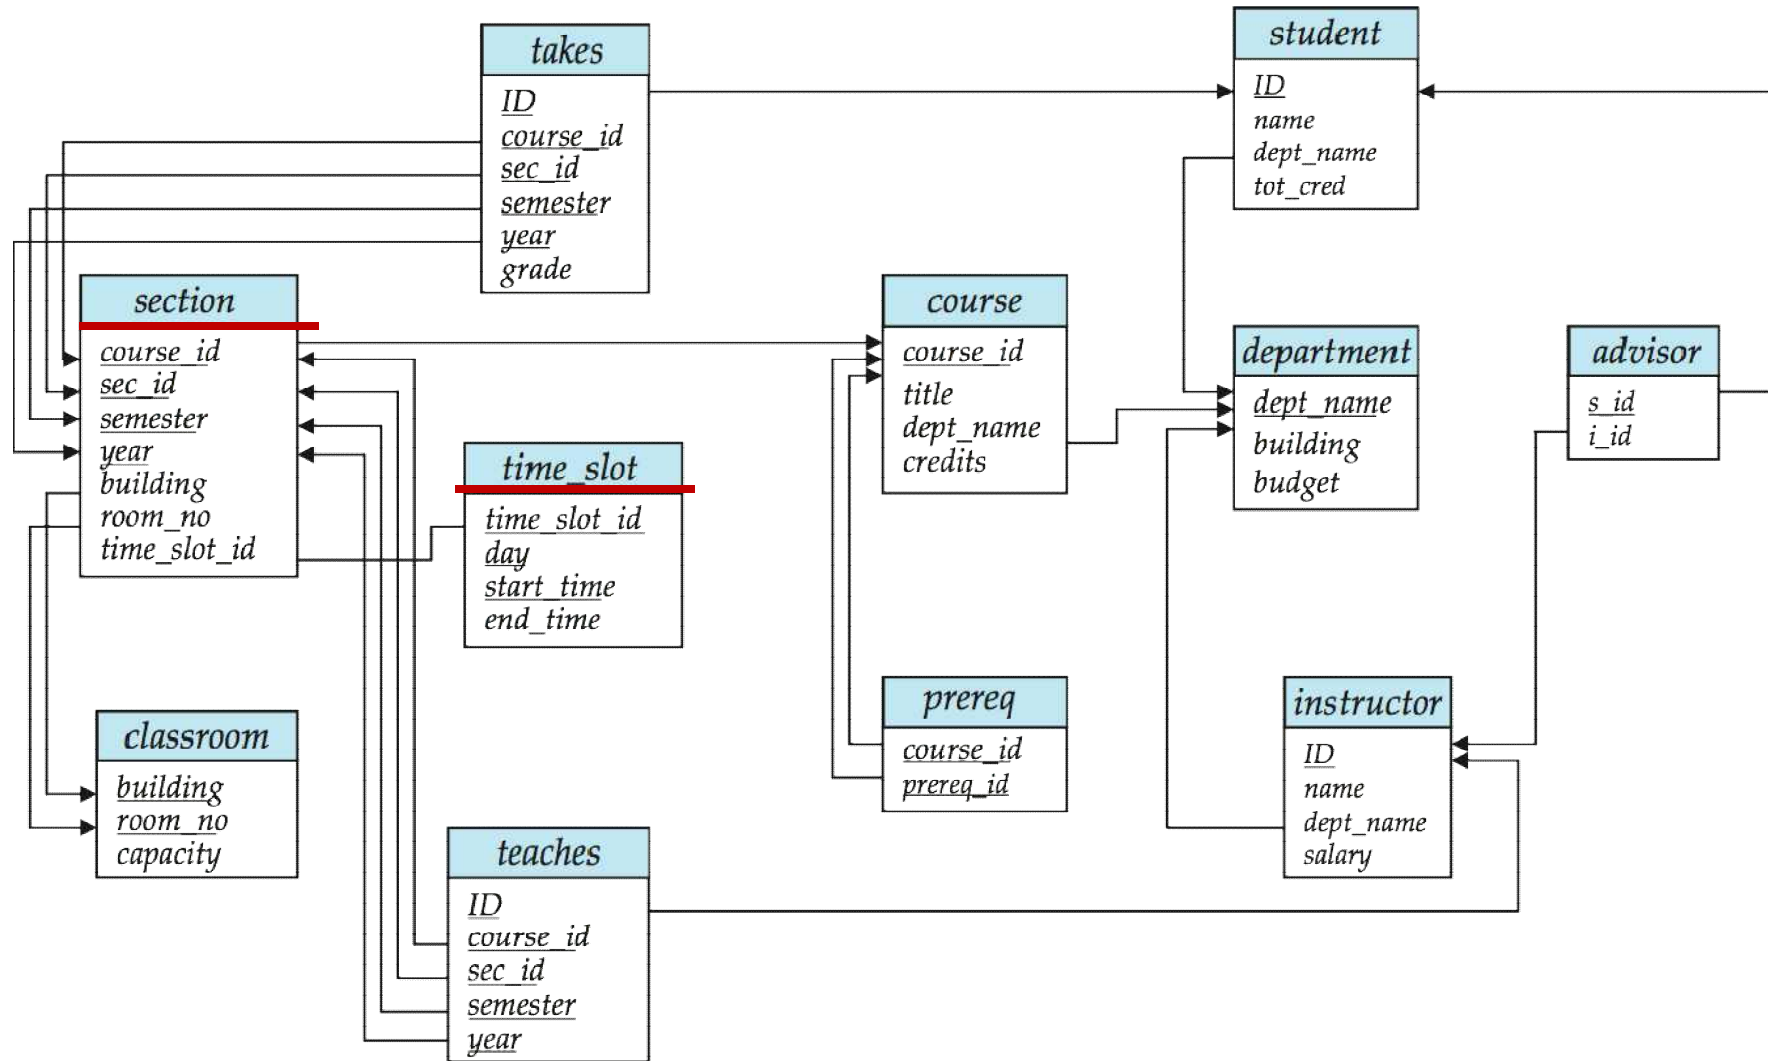 takes
ID
course_id
sec_id
semester
year
grade
student
ID
name
dept_name
tot_cred
section
course_id
sec_id
semester
year
building
room_no
time_slot_id
time_slot
time_slot_id
day
start_time
end_time
course
course_id
title
dept_name
credits
department
dept_name
building
budget
advisor
s_id
i_id
classroom
building
room_no
capacity
prereq
course_id
prereq_id
instructor
ID
name
dept_name
salary
teaches
ID
course_id
sec_id
semester
year